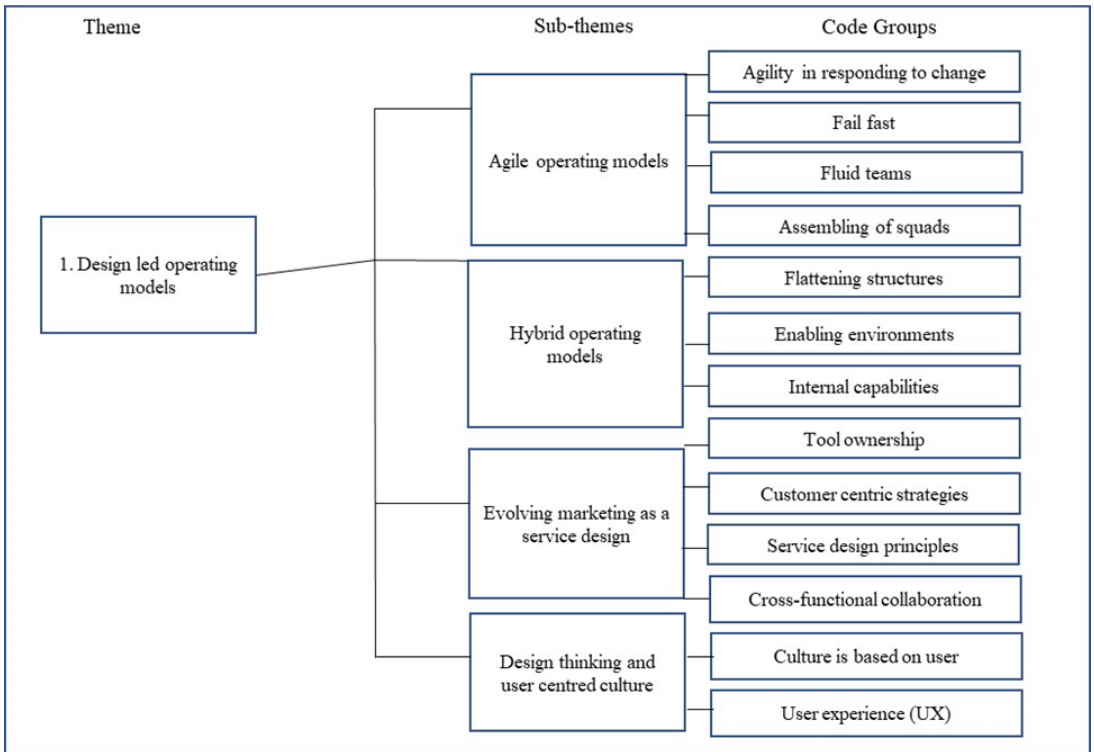 Theme
Sub-themes
Code Groups
1. Design led operating
models
Agile operating models
Agility in responding to change
Fail fast
Fluid teams
Assembling of squads
Hybrid operating
models
Flattening structures
Enabling environments
Internal capabilities
Tool ownership
Evolving marketing as a
service design
Customer centric strategies
Service design principles
Cross-functional collaboration
Design thinking and
user centred culture
Culture is based on user
User experience (UX)